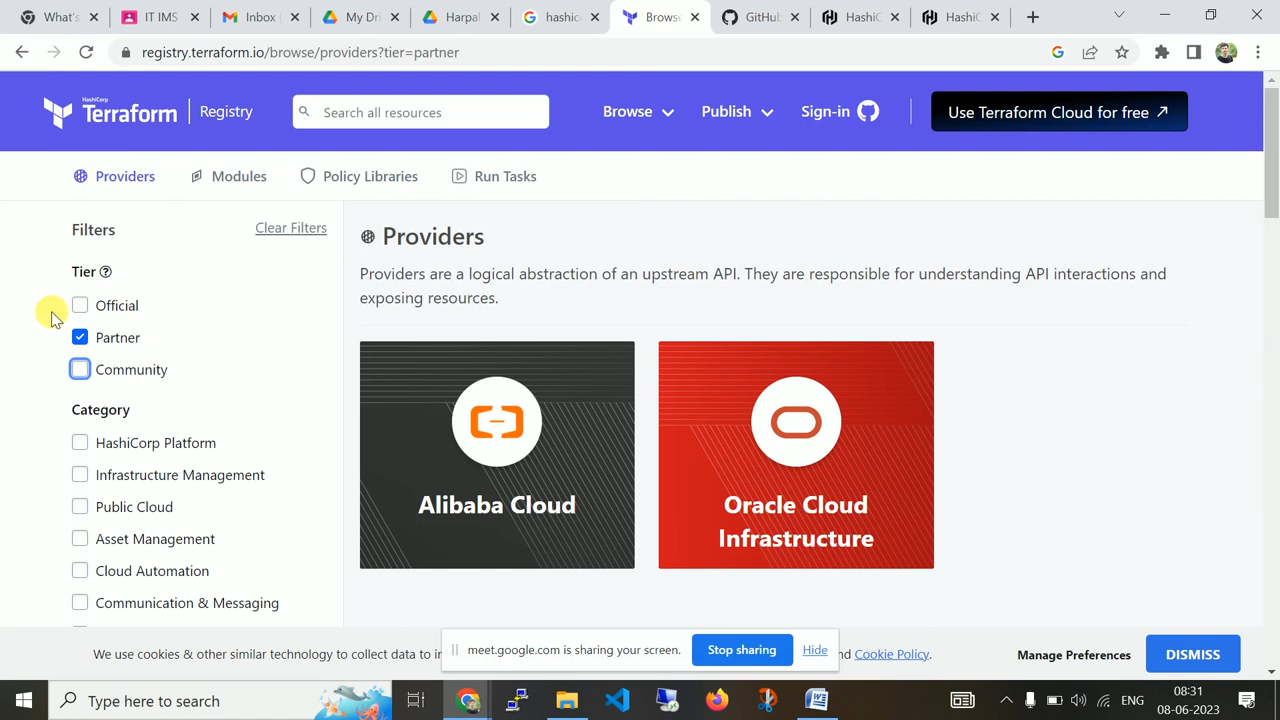 What's
IT IMS
Inbox (
My Dri
Harpal
hashic
Browse
GitHub
HashiC
HashiC
registry.terraform.io/browse/providers?tier=partner
HashiCorp
Terraform
Registry
Search all resources
Browse
Publish
Sign-in
Use Terraform Cloud for free
Providers
Modules
Policy Libraries
Run Tasks
Filters
Clear Filters
Tier
Official
Partner
Community
Category
HashiCorp Platform
Infrastructure Management
Public Cloud
Asset Management
Cloud Automation
Communication & Messaging
Providers
Providers are a logical abstraction of an upstream API. They are responsible for understanding API interactions and
exposing resources.
Alibaba Cloud
Oracle Cloud
Infrastructure
We use cookies & other similar technology to collect data to i
meet.google.com is sharing your screen.
Stop sharing
Hide
nd Cookie Policy.
Manage Preferences
DISMISS
Type here to search
ENG
08:31
08-06-2023